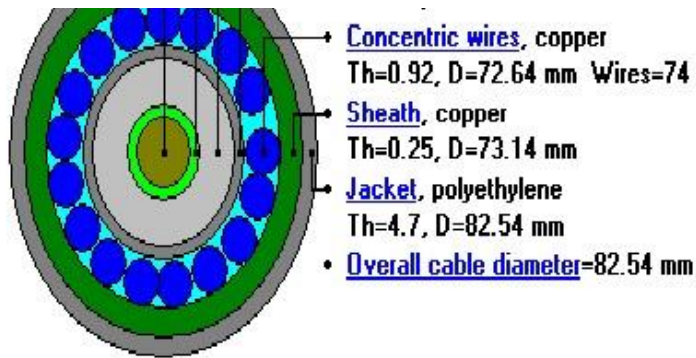 Concentric wires, copper
Th=0.92, D=72.64 mm Wires=74
Sheath, copper
Th=0.25, D=73.14 mm
Jacket, polyethylene
Th=4.7, D=82.54 mm
Overall cable diameter=82.54 mm